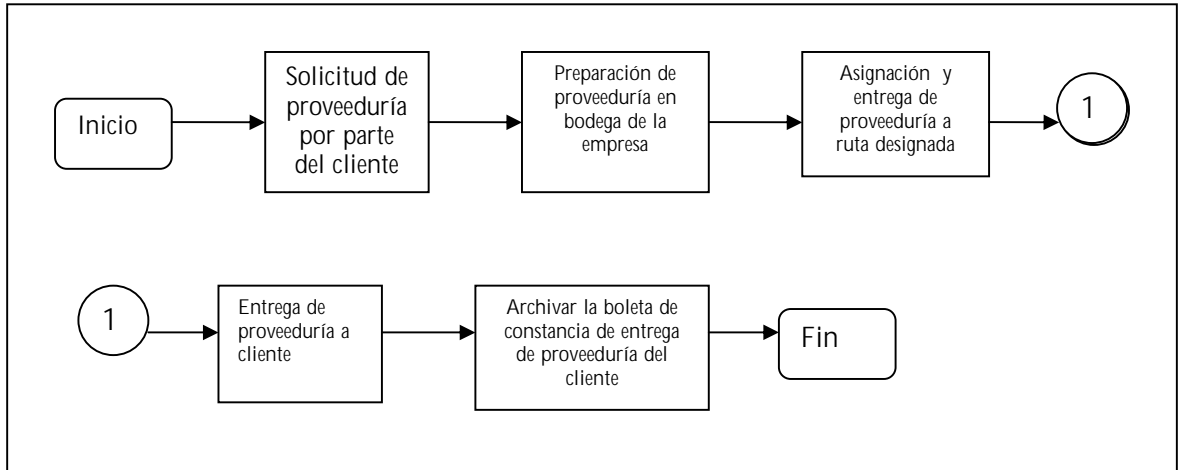 Inicio
Solicitud de
proveeduría
por parte
del cliente
Preparación de
proveeduría en
bodega de la
empresa
Asignación y
entrega de
proveeduría a
ruta designada
1
1
Entrega de
proveeduría a
cliente
Archivar la boleta de
constancia de entrega
de proveeduría del
cliente
Fin